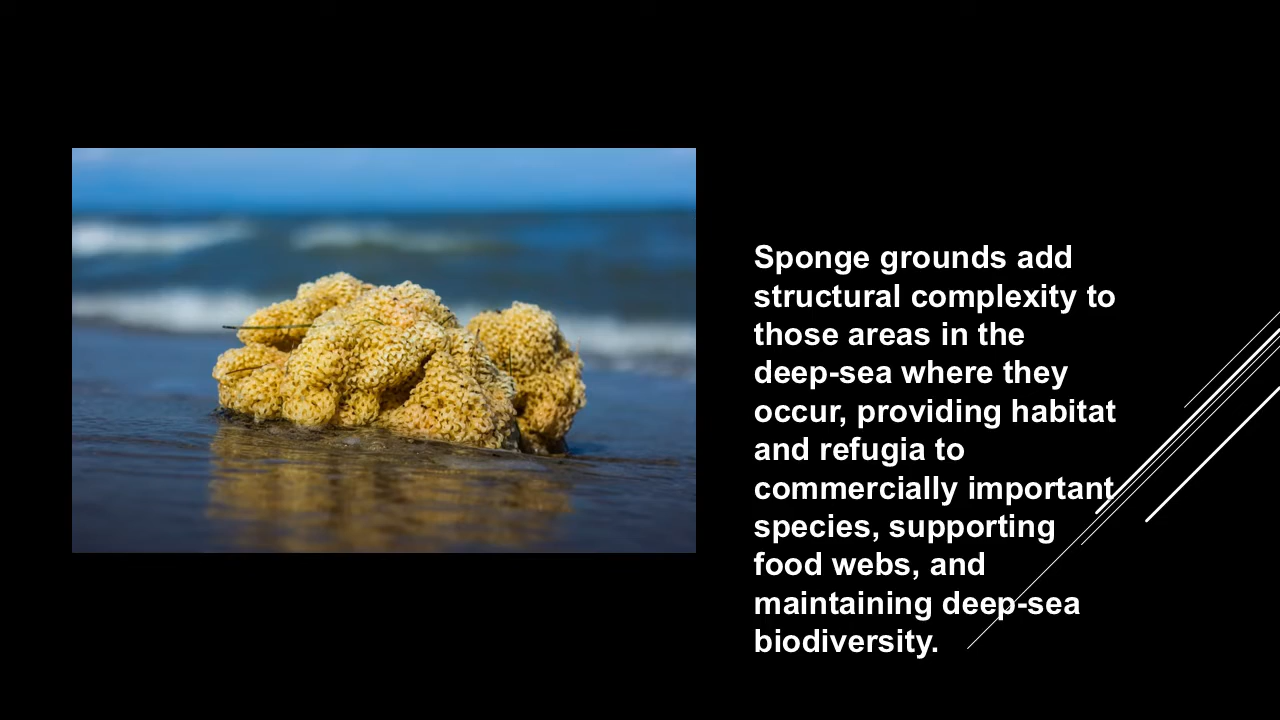 Sponge grounds add
structural complexity to
those areas in the
deep-sea where they
occur, providing habitat
and refugia to
commercially important
species, supporting
food webs, and
maintaining deep-sea
biodiversity.